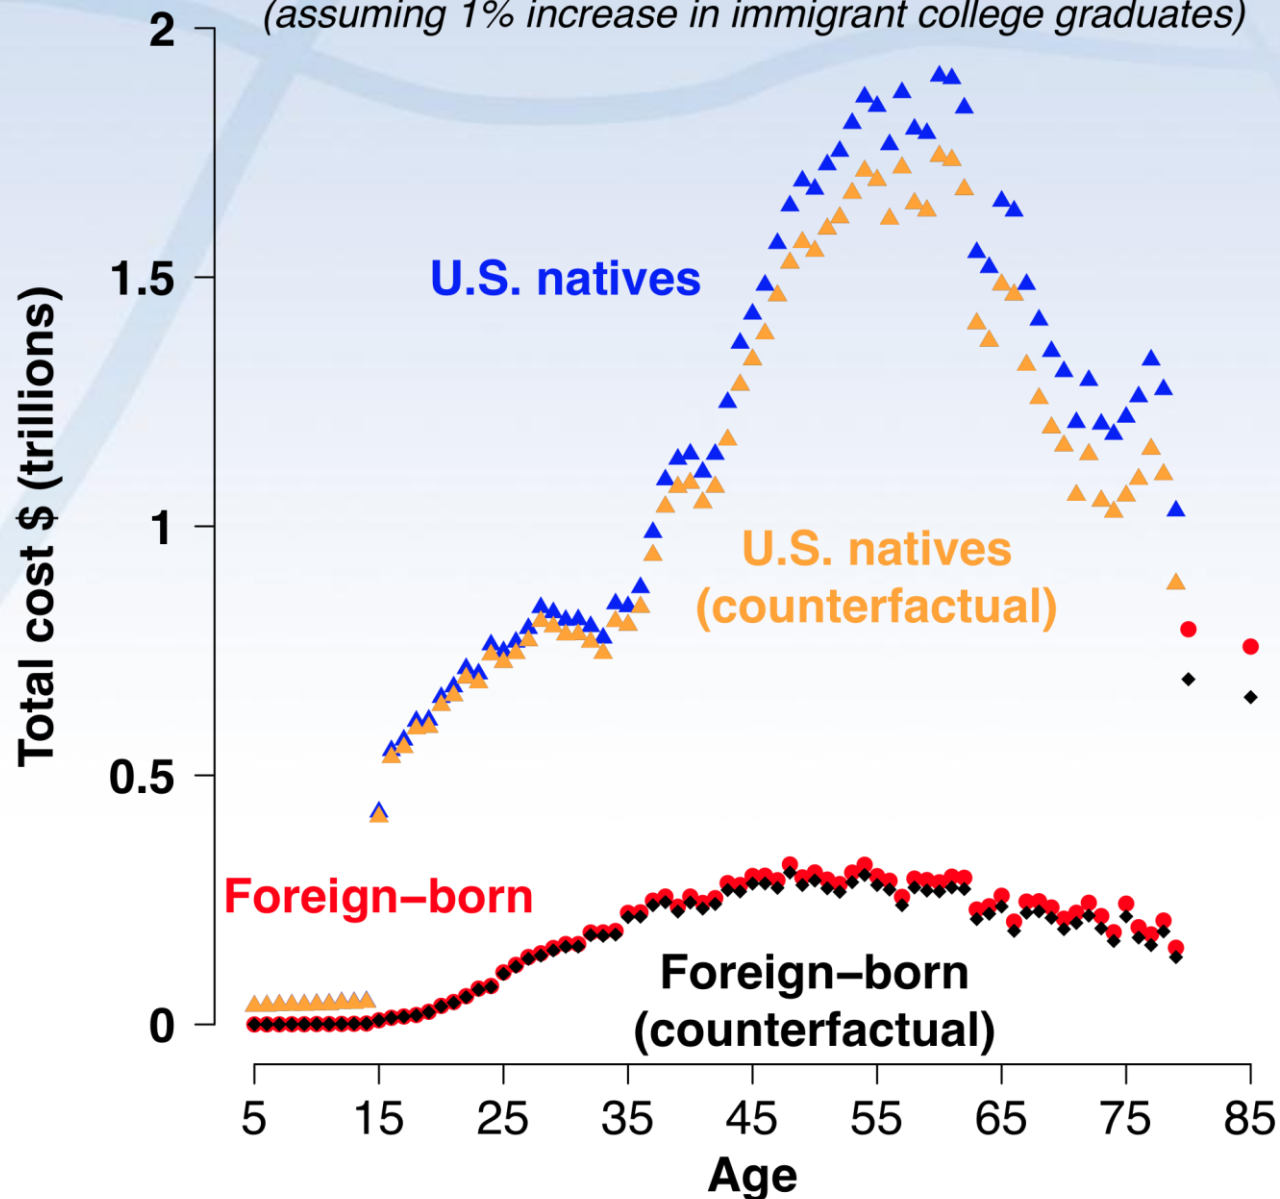 (assuming 1% increase in immigrant college graduates)
Total cost $ (trillions)
2
1.5
1
0.5
0
U.S. natives
U.S. natives
(counterfactual)
Foreign–born
Foreign–born
(counterfactual)
5 15 25 35 45 55 65 75 85
Age